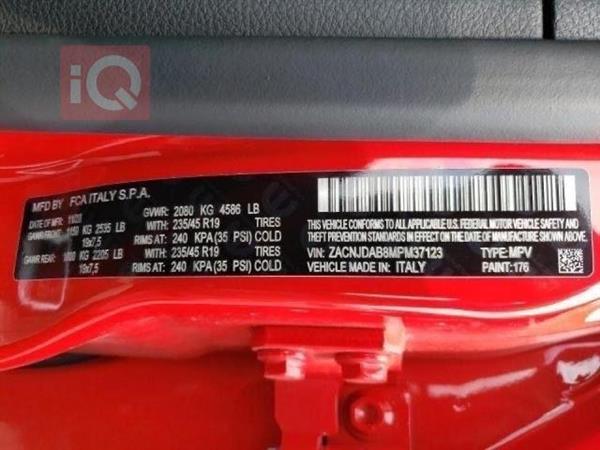 iQ
MFD BY FCA ITALY S.P.A.
DATE OF MFR:
GVWR: 2080 KG 4586 LB
GAWR FRONT: 1150 KG 2535 LB TIRES 235/45 R19
19x7,5 RIMS AT: 240 KPA (35 PSI) COLD
GAWR REAR: 1000 KG 2205 LB TIRES 235/45 R19
19x7,5 RIMS AT: 240 KPA (35 PSI) COLD
THIS VEHICLE CONFORMS TO ALL APPLICABLE U.S. FEDERAL MOTOR VEHICLE SAFETY
AND THEFT PREVENTION STANDARDS IN EFFECT ON THE DATE OF MANUFACTURE SHOWN ABOVE.
VIN: ZACNJDAB8MPM37123 TYPE: MPV
VEHICLE MADE IN: ITALY PAINT: 176